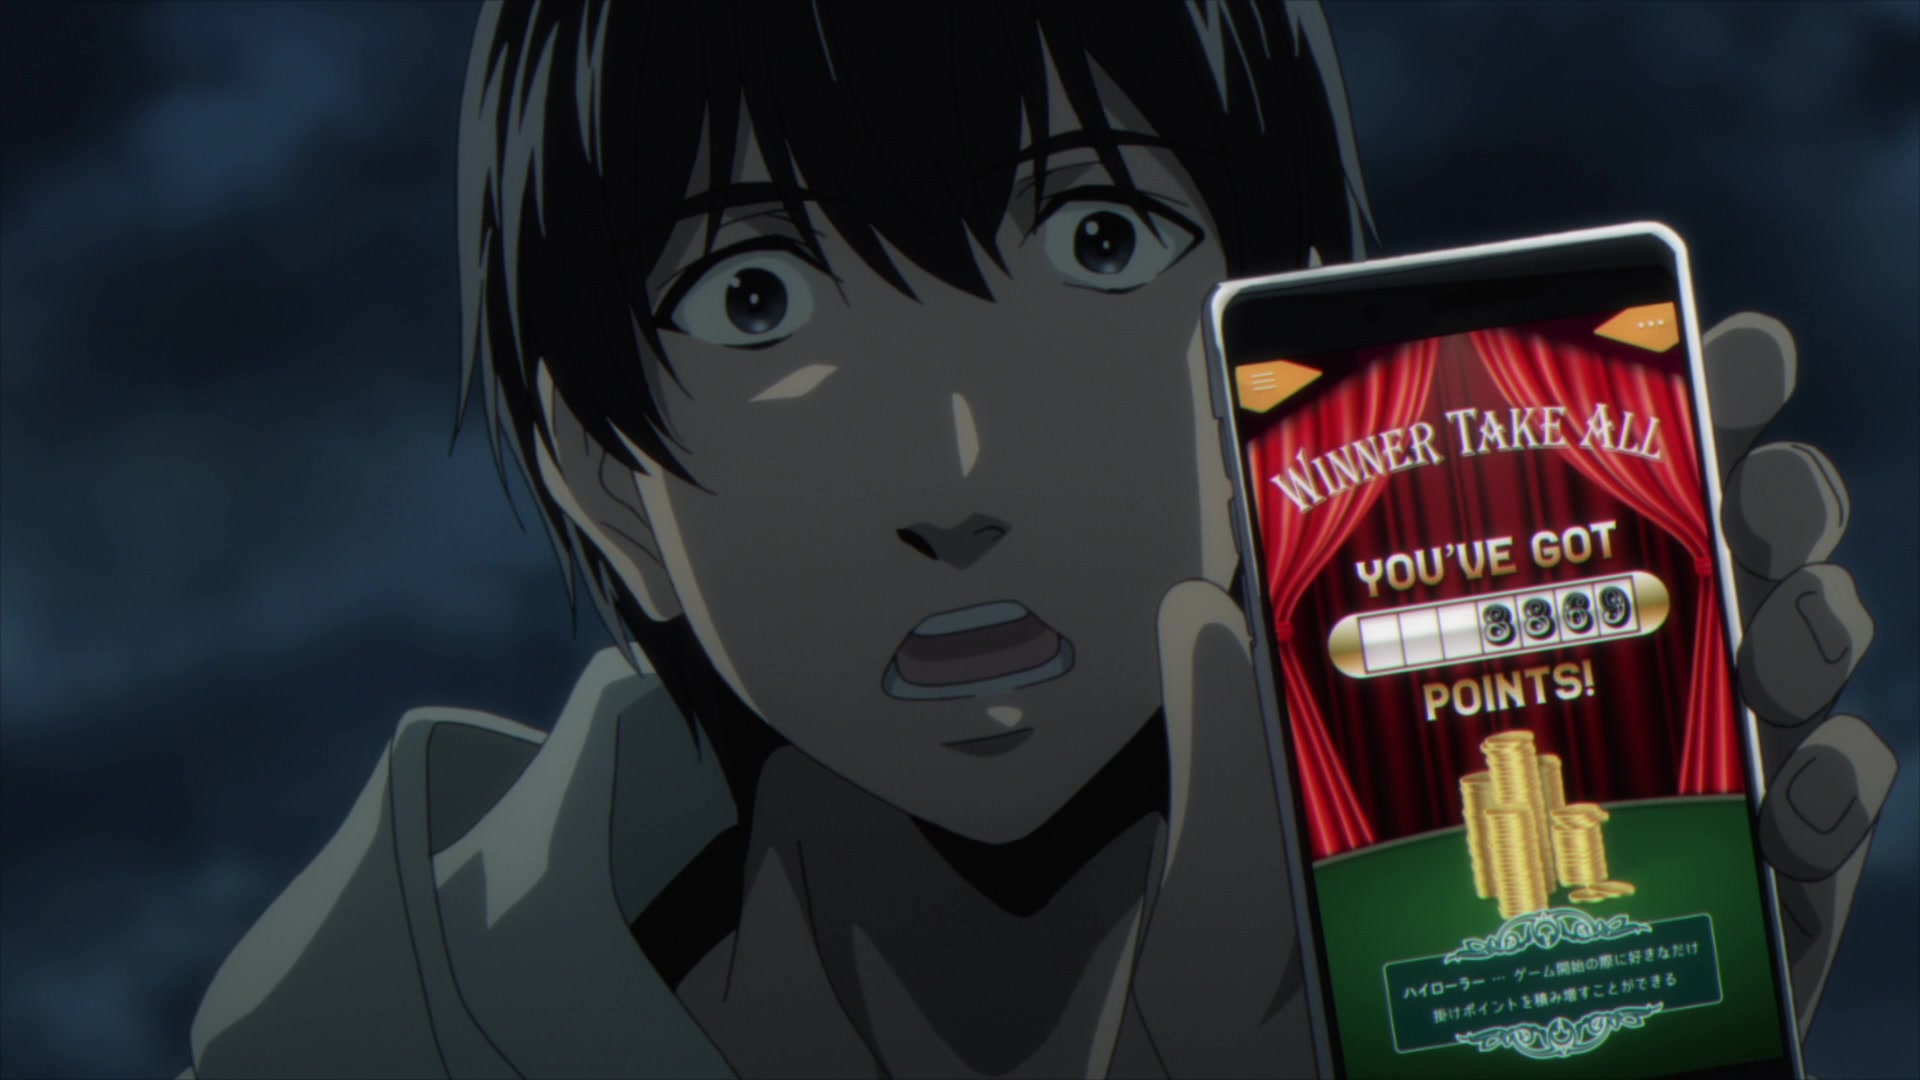 WINNER TAKE ALL
YOU'VE GOT
8869
POINTS!
ハイローラー … ゲーム開始の際に好きなだけ
掛けポイントを積み増すことができる